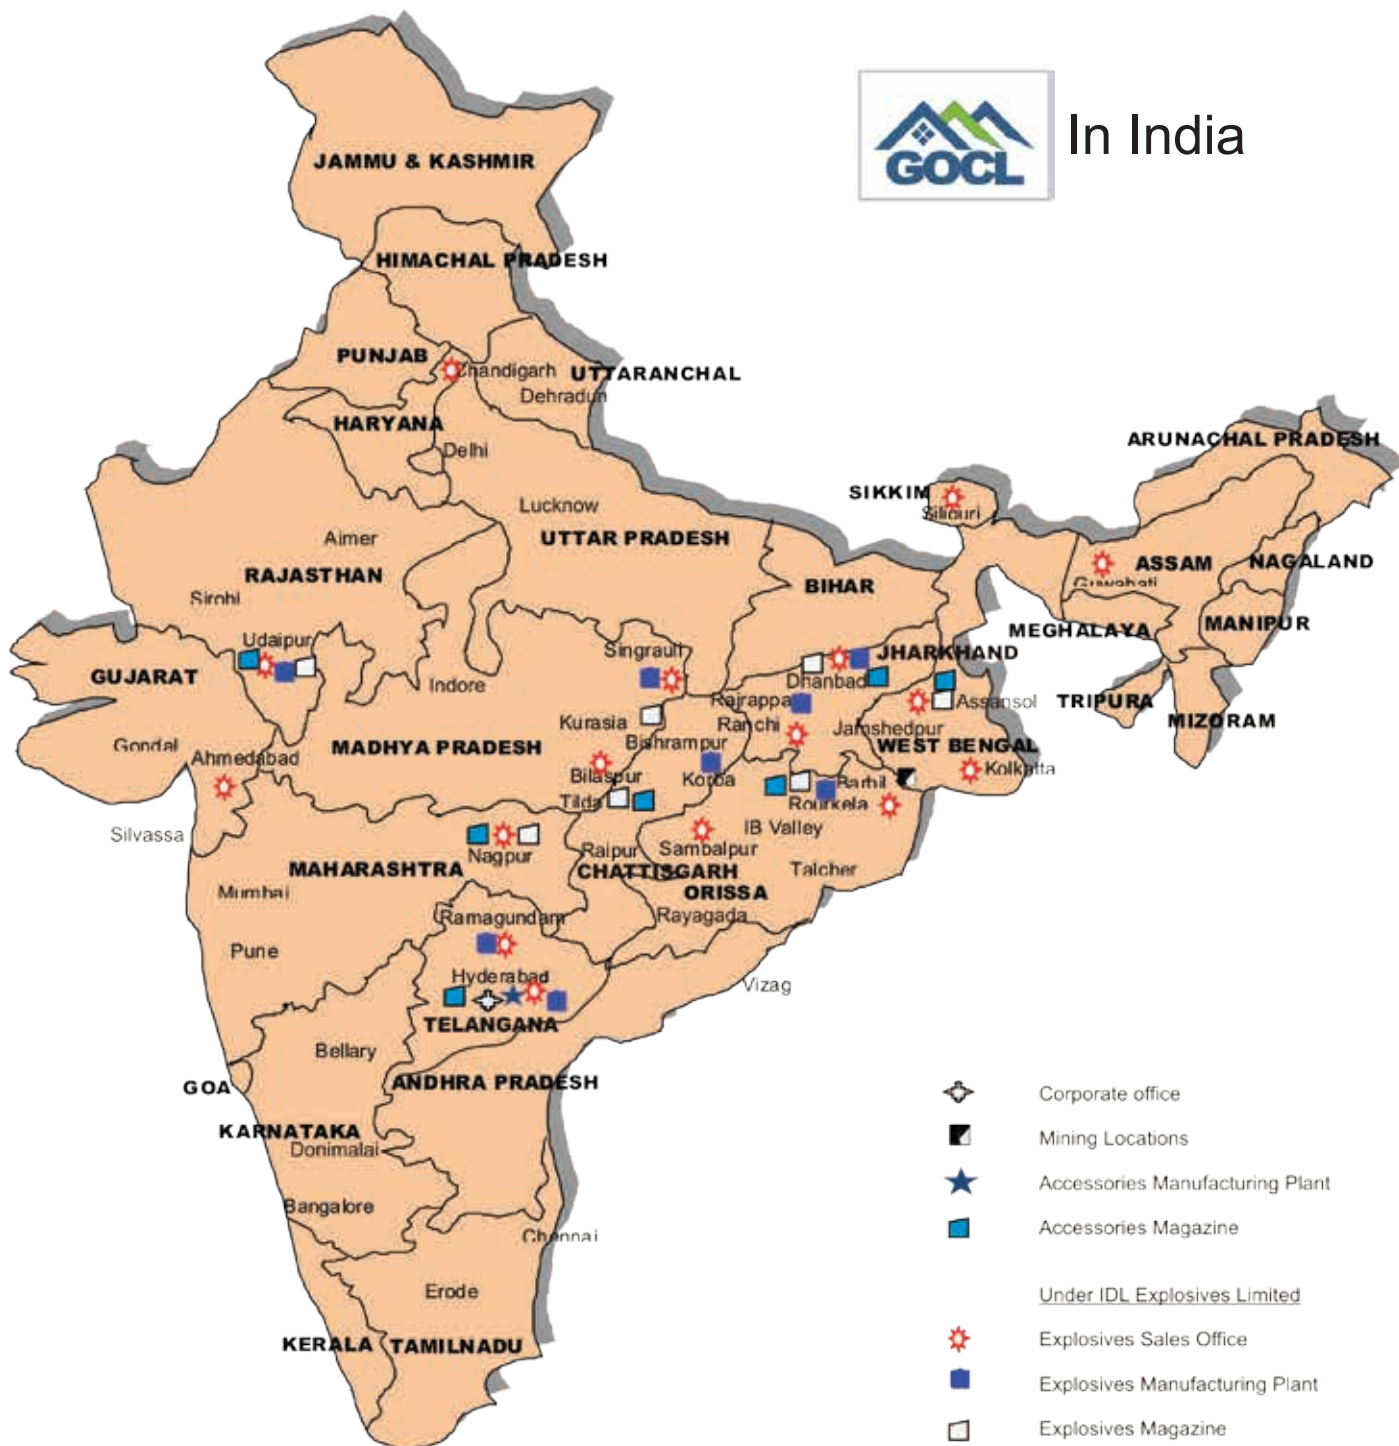 GOCL
In India
JAMMU & KASHMIR
HIMACHAL PRADESH
PUNJAB
Chandigarh
UTTARANCHAL
Dehradun
HARYANA
Delhi
ARUNACHAL PRADESH
SIKKIM
Siliguri
Lucknow
UTTAR PRADESH
Ajmer
RAJASTHAN
ASSAM
NAGALAND
Guwahati
BIHAR
Sirohi
MEGHALAYA
MANIPUR
Udaipur
Singrauli
JHARKHAND
GUJARAT
Indore
Dhanbad
Rajrappa
Assansol
TRIPURA
MIZORAM
Kurasia
Ranchi
Jamshedpur
Gondal
MADHYA PRADESH
Bishrampur
WEST BENGAL
Ahmedabad
Bilaspur
Korba
Barbil
Kolkatta
Tilda
Rourkela
Silvassa
IB Valley
Nagpur
Raipur
Sambalpur
MAHARASHTRA
CHATTISGARH
Talcher
Mumbai
ORISSA
Ramagundam
Rayagada
Pune
Hyderabad
Vizag
TELANGANA
Bellary
GOA
ANDHRA PRADESH
KARNATAKA
Donimalai
Bangalore
Chennai
Erode
KERALA
TAMILNADU
Corporate office
Mining Locations
Accessories Manufacturing Plant
Accessories Magazine
Under IDL Explosives Limited
Explosives Sales Office
Explosives Manufacturing Plant
Explosives Magazine